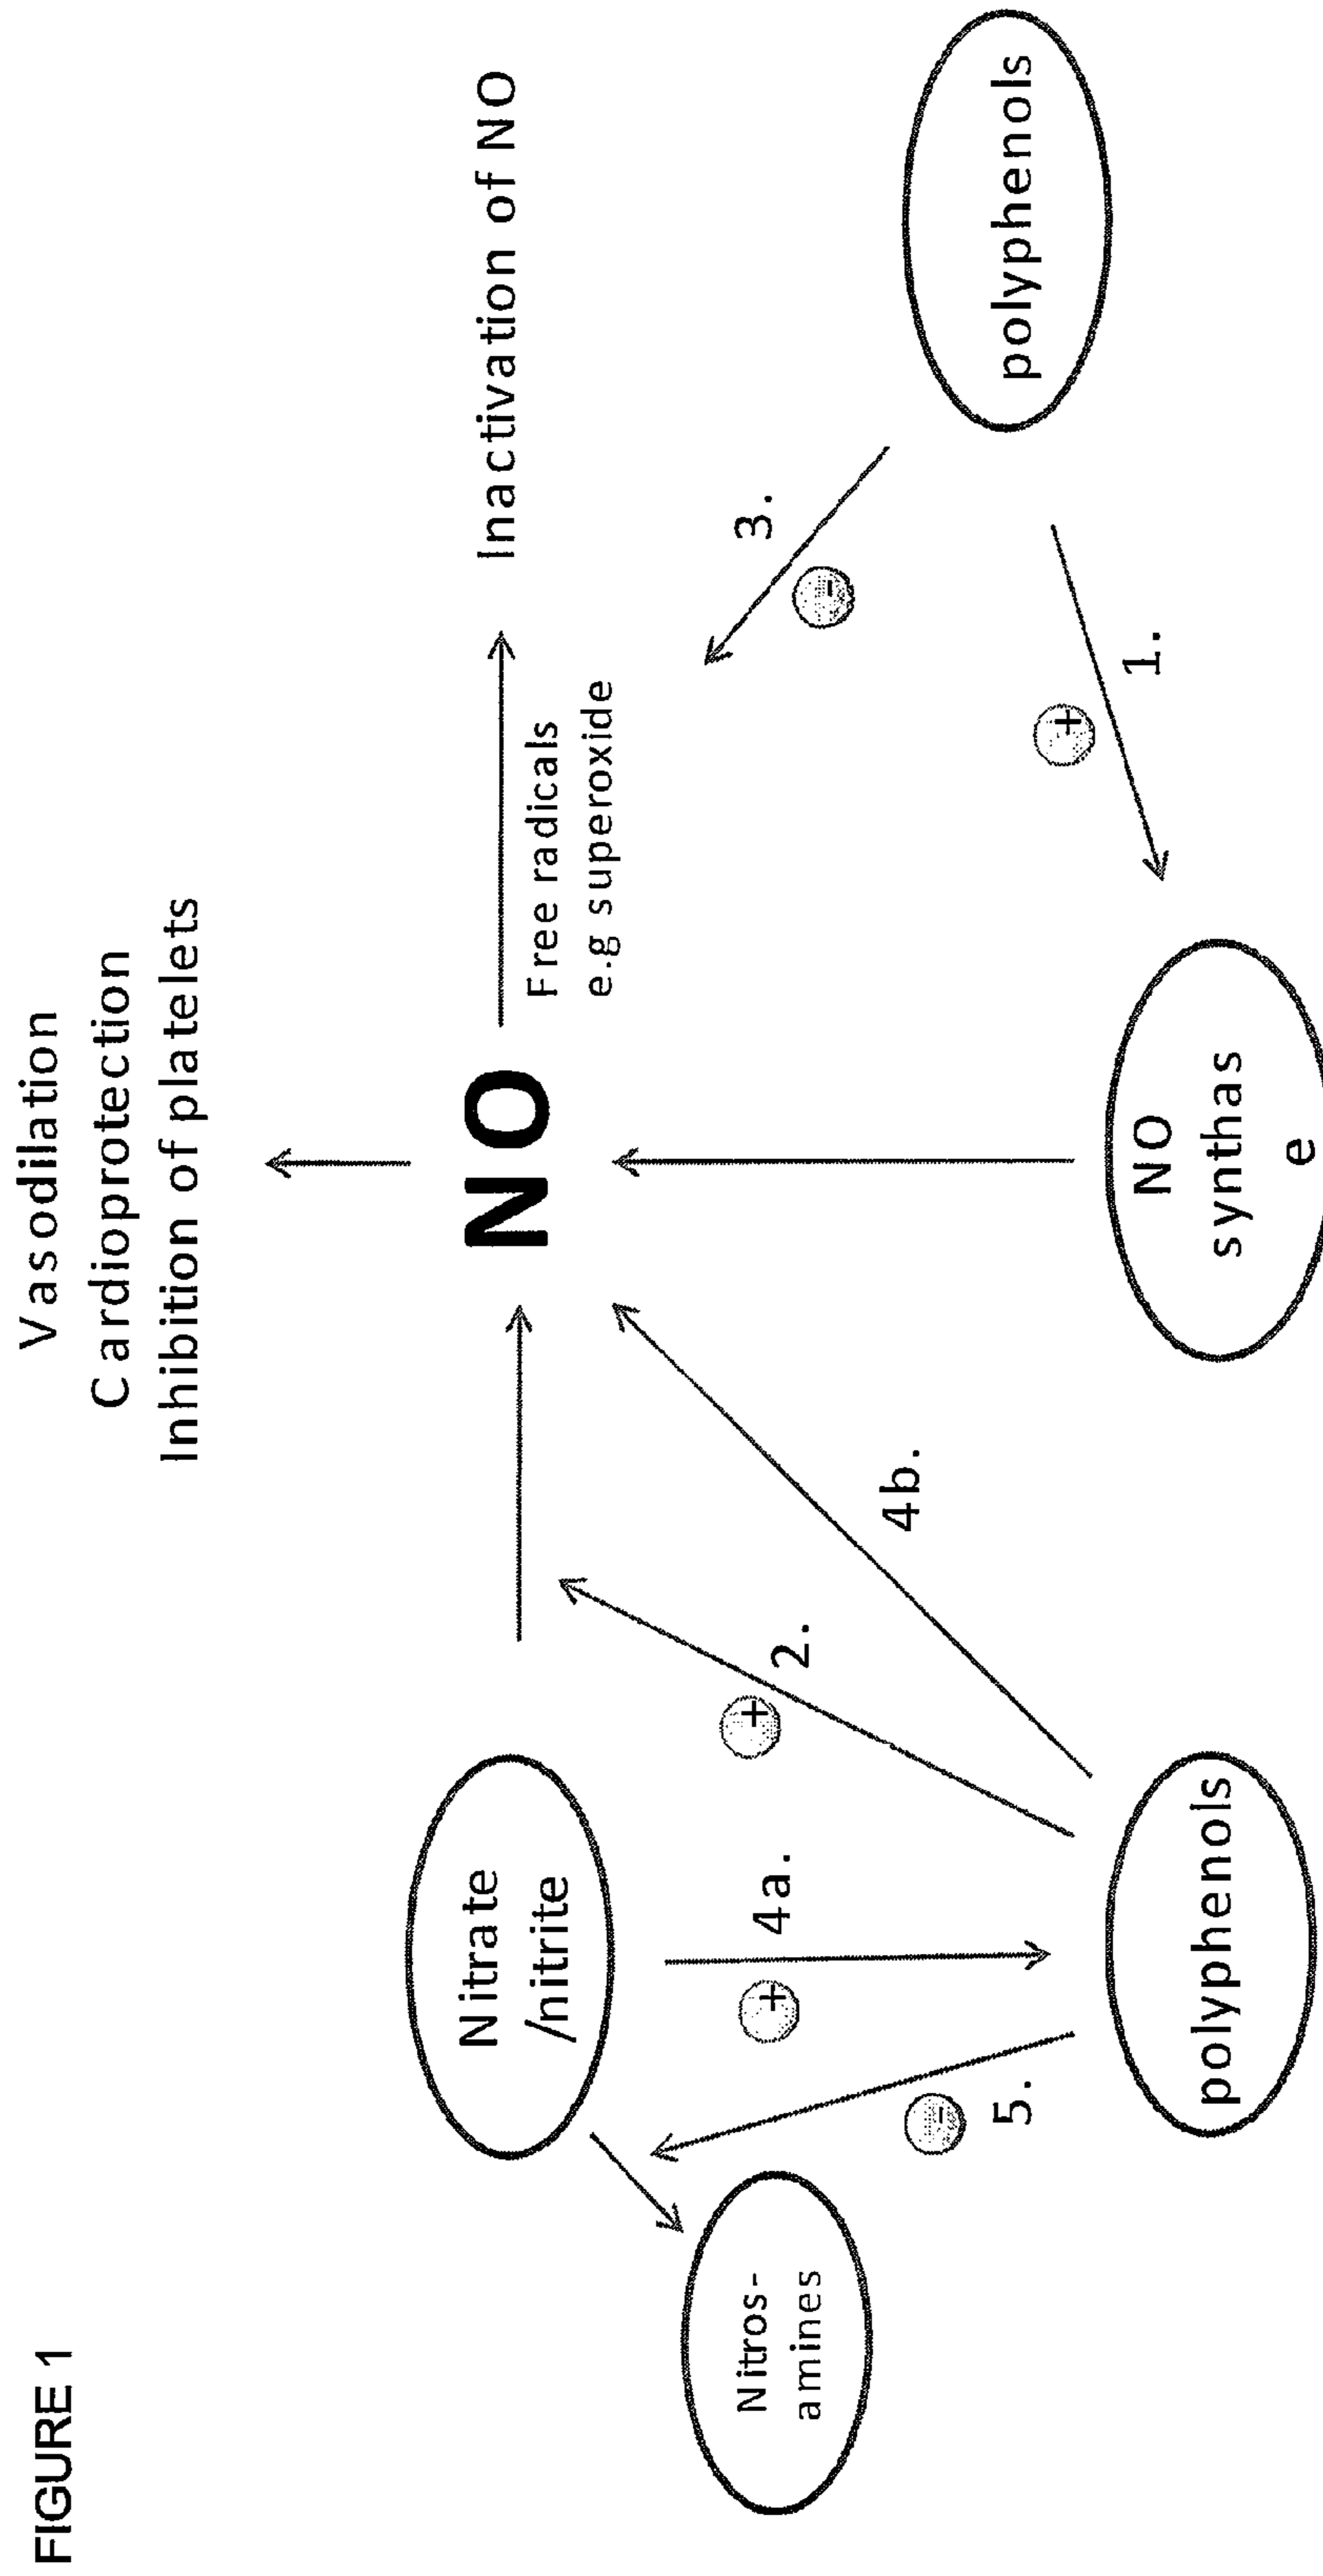 FIGURE 1
Vasodilation
Cardioprotection
Inhibition of platelets
Nitrate
/nitrite
NO
Free radicals
e.g superoxide
Inactivation of NO
Nitros-
amines
+
4a.
+
2.
4b.
-
3.
-
5.
+
1.
polyphenols
NO
synthas
e
polyphenols